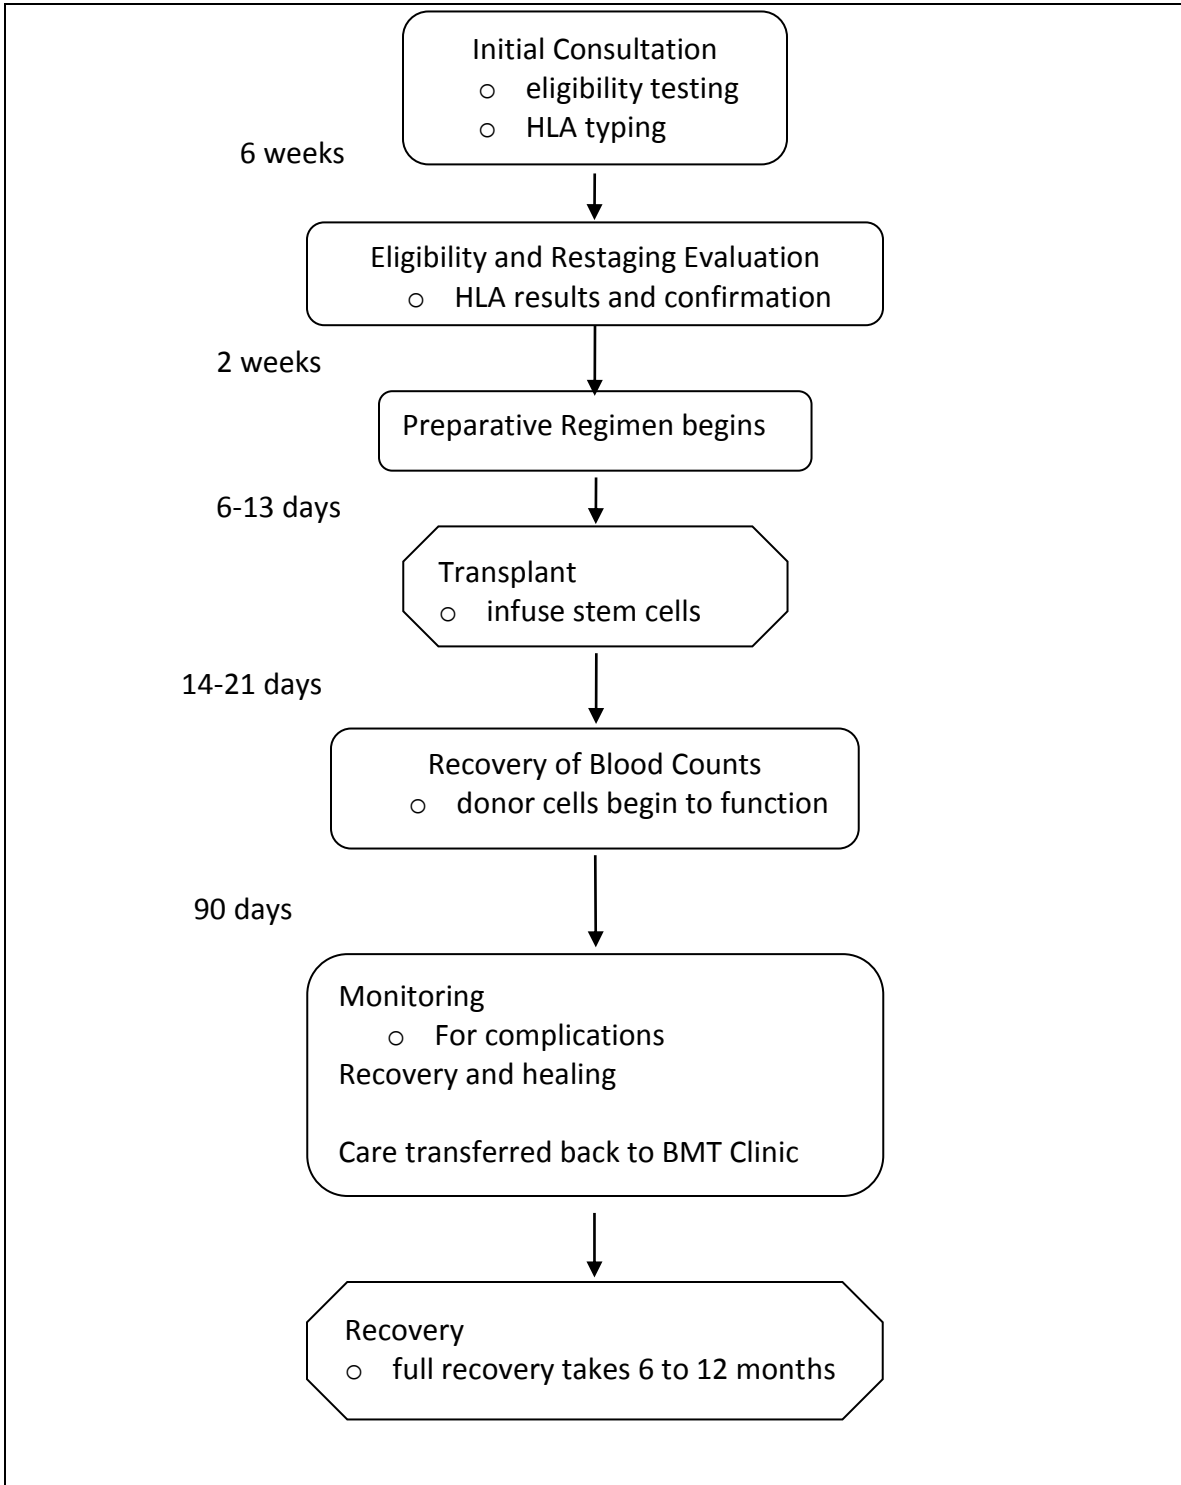 Initial Consultation
○ eligibility testing
○ HLA typing
6 weeks
Eligibility and Restaging Evaluation
○ HLA results and confirmation
2 weeks
Preparative Regimen begins
6-13 days
Transplant
○ infuse stem cells
14-21 days
Recovery of Blood Counts
○ donor cells begin to function
90 days
Monitoring
○ For complications
Recovery and healing
Care transferred back to BMT Clinic
Recovery
○ full recovery takes 6 to 12 months